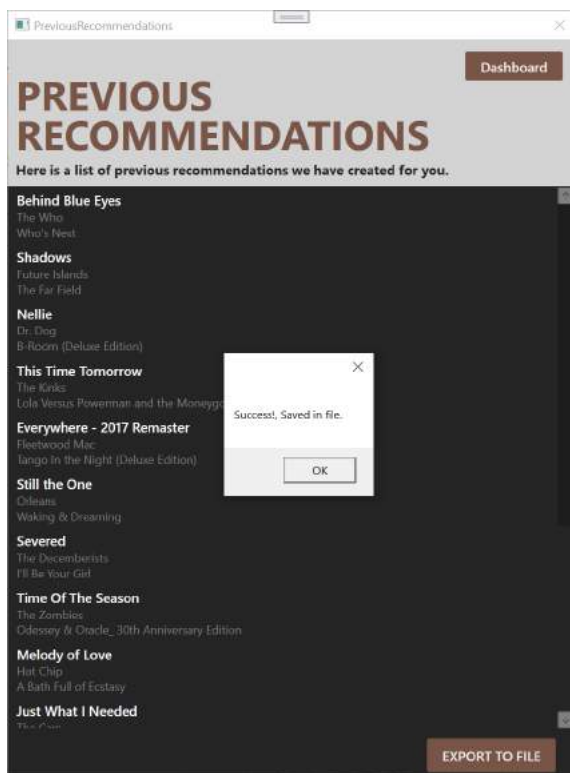 PreviousRecommendations
Dashboard
PREVIOUS
RECOMMENDATIONS
Here is a list of previous recommendations we have created for you.
Behind Blue Eyes
The Who
Who's Next
Shadows
Future Islands
The Far Field
Nellie
Dr. Dog
B-Room (Deluxe Edition)
This Time Tomorrow
The Kinks
Lola Versus Powerman and the Moneygo
Everywhere - 2017 Remaster
Fleetwood Mac
Tango In the Night (Deluxe Edition)
Still the One
Orleans
Waking & Dreaming
Severed
The Decemberists
I'll Be Your Girl
Time Of The Season
The Zombies
Odessey & Oracle_ 30th Anniversary Edition
Melody of Love
Hot Chip
A Bath Full of Ecstasy
Just What I Needed
The Cars
Success!, Saved in file.
OK
EXPORT TO FILE